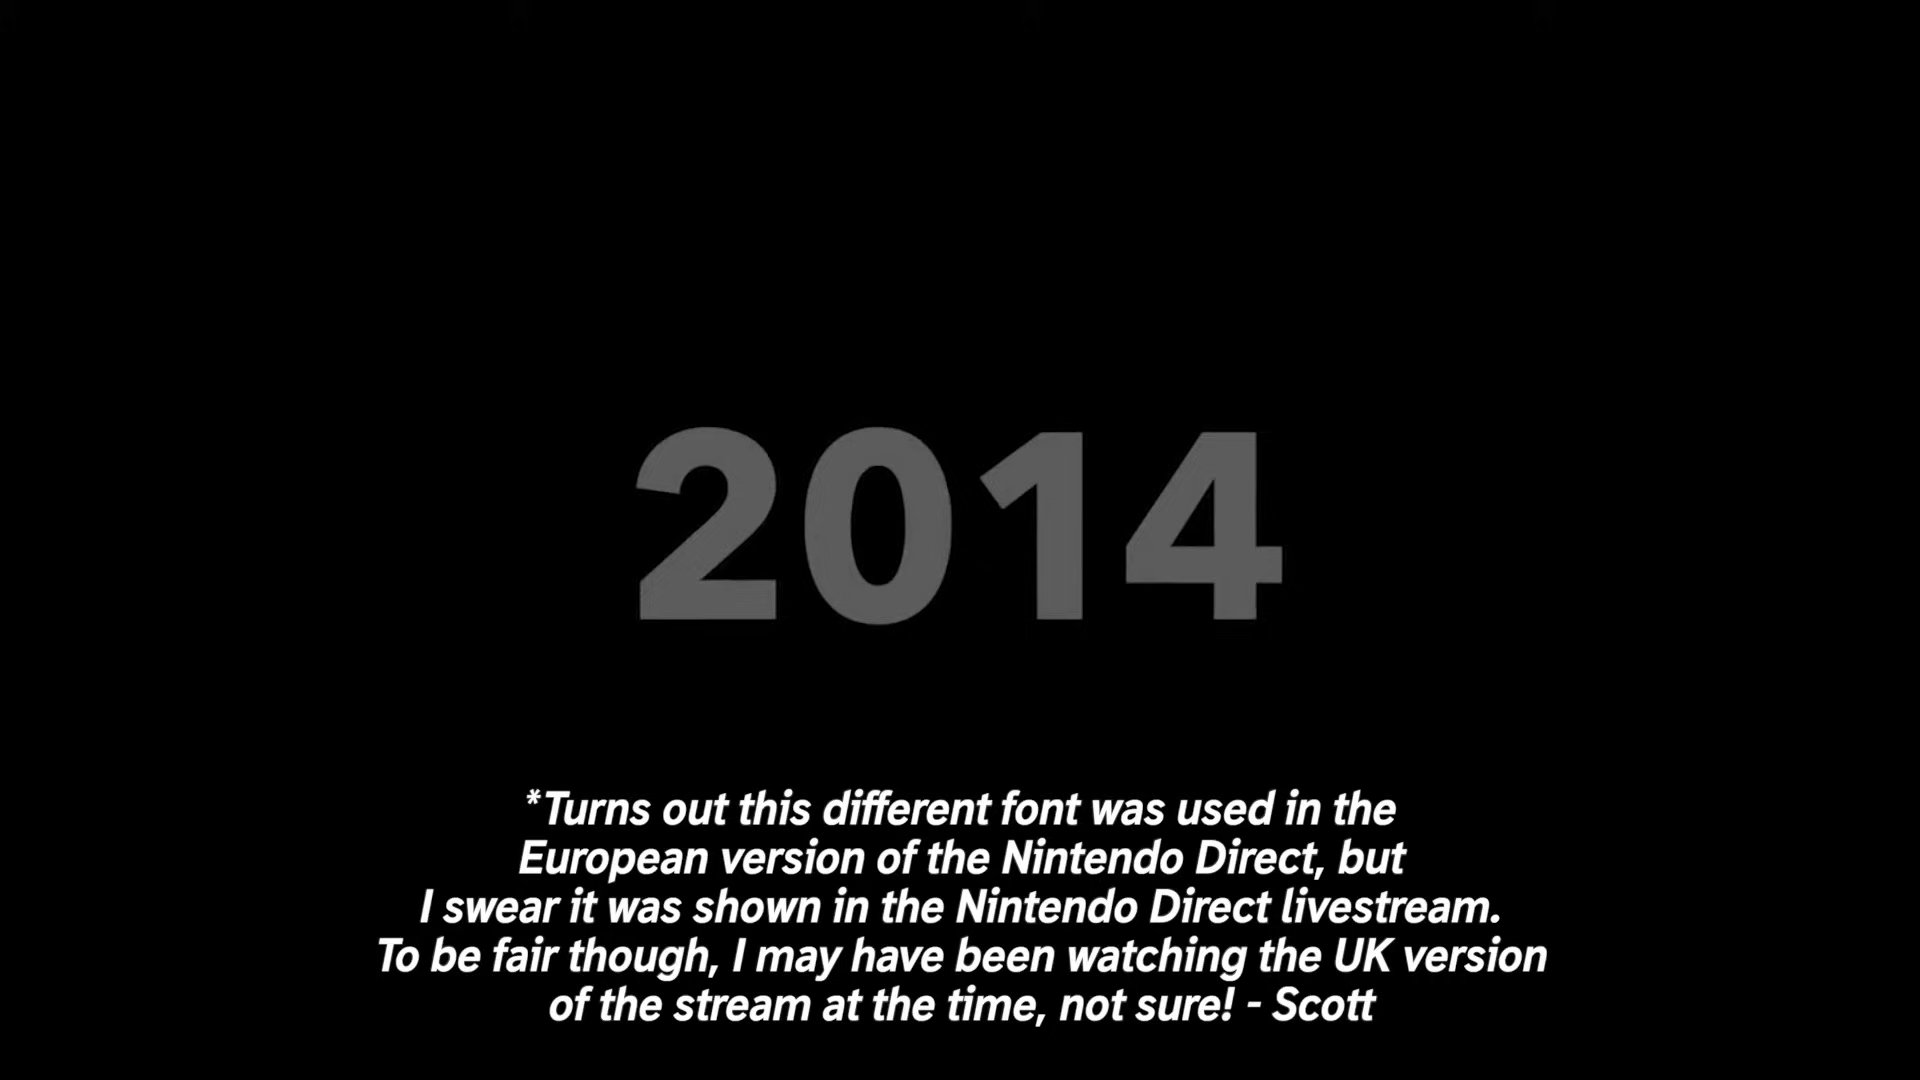 2014
*Turns out this different font was used in the
European version of the Nintendo Direct, but
I swear it was shown in the Nintendo Direct livestream.
To be fair though, I may have been watching the UK version
of the stream at the time, not sure! - Scott